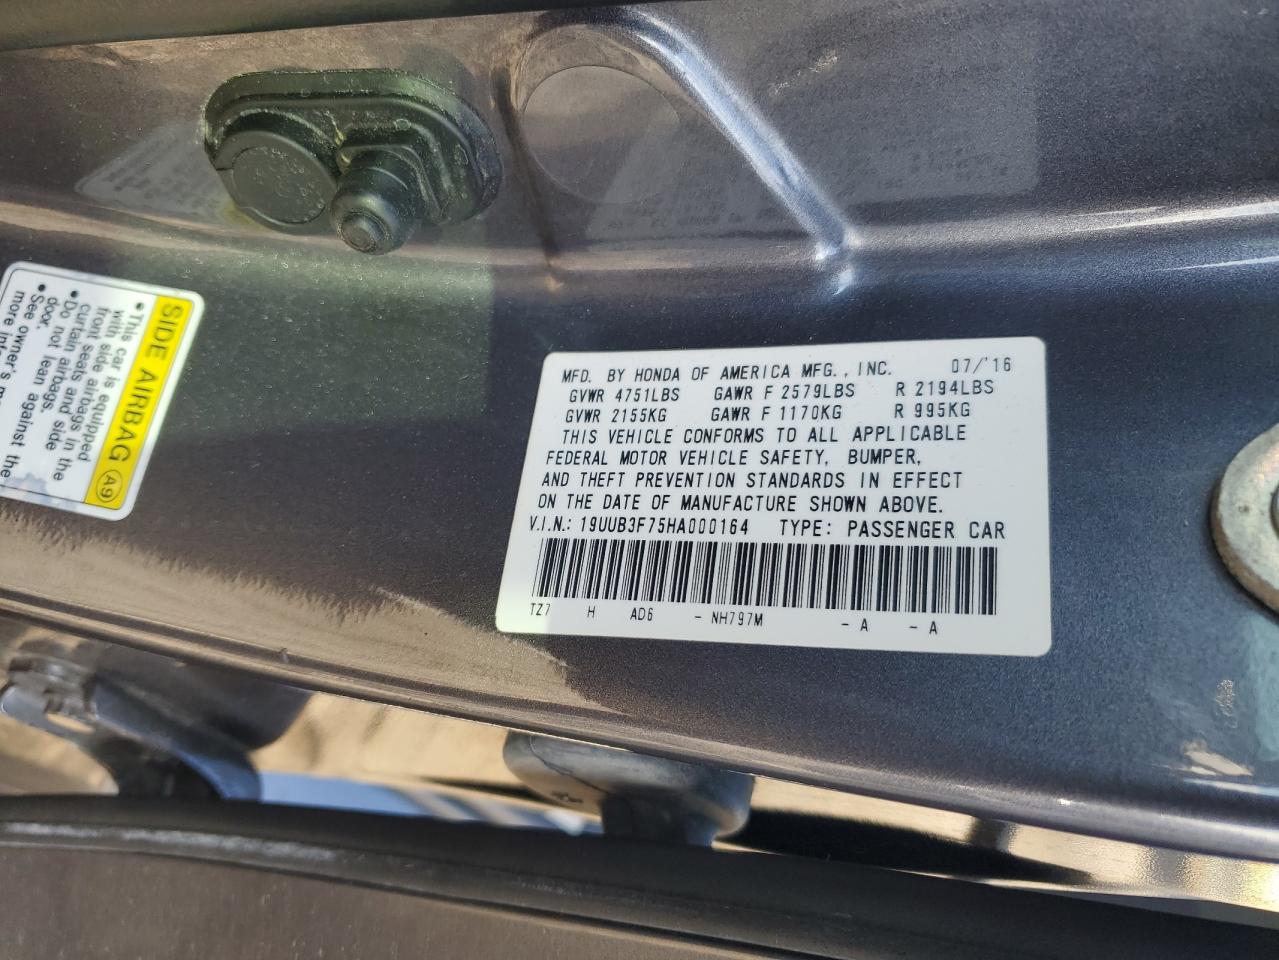 MFD. BY HONDA OF AMERICA MFG., INC. 07/'16
GVWR 4751LBS GAWR F 2579LBS R 2194LBS
GVWR 2155KG GAWR F 1170KG R 995KG
THIS VEHICLE CONFORMS TO ALL APPLICABLE
FEDERAL MOTOR VEHICLE SAFETY, BUMPER,
AND THEFT PREVENTION STANDARDS IN EFFECT
ON THE DATE OF MANUFACTURE SHOWN ABOVE.
V.I.N.: 19UUB3F75HA000164 TYPE: PASSENGER CAR
TZ7 H AD6 - NH797M - A - A
SIDE AIRBAG A9
•This car is equipped
with side airbags in the
front seats and side
curtain airbags.
•Do not lean against the
door.
•See owner's
more